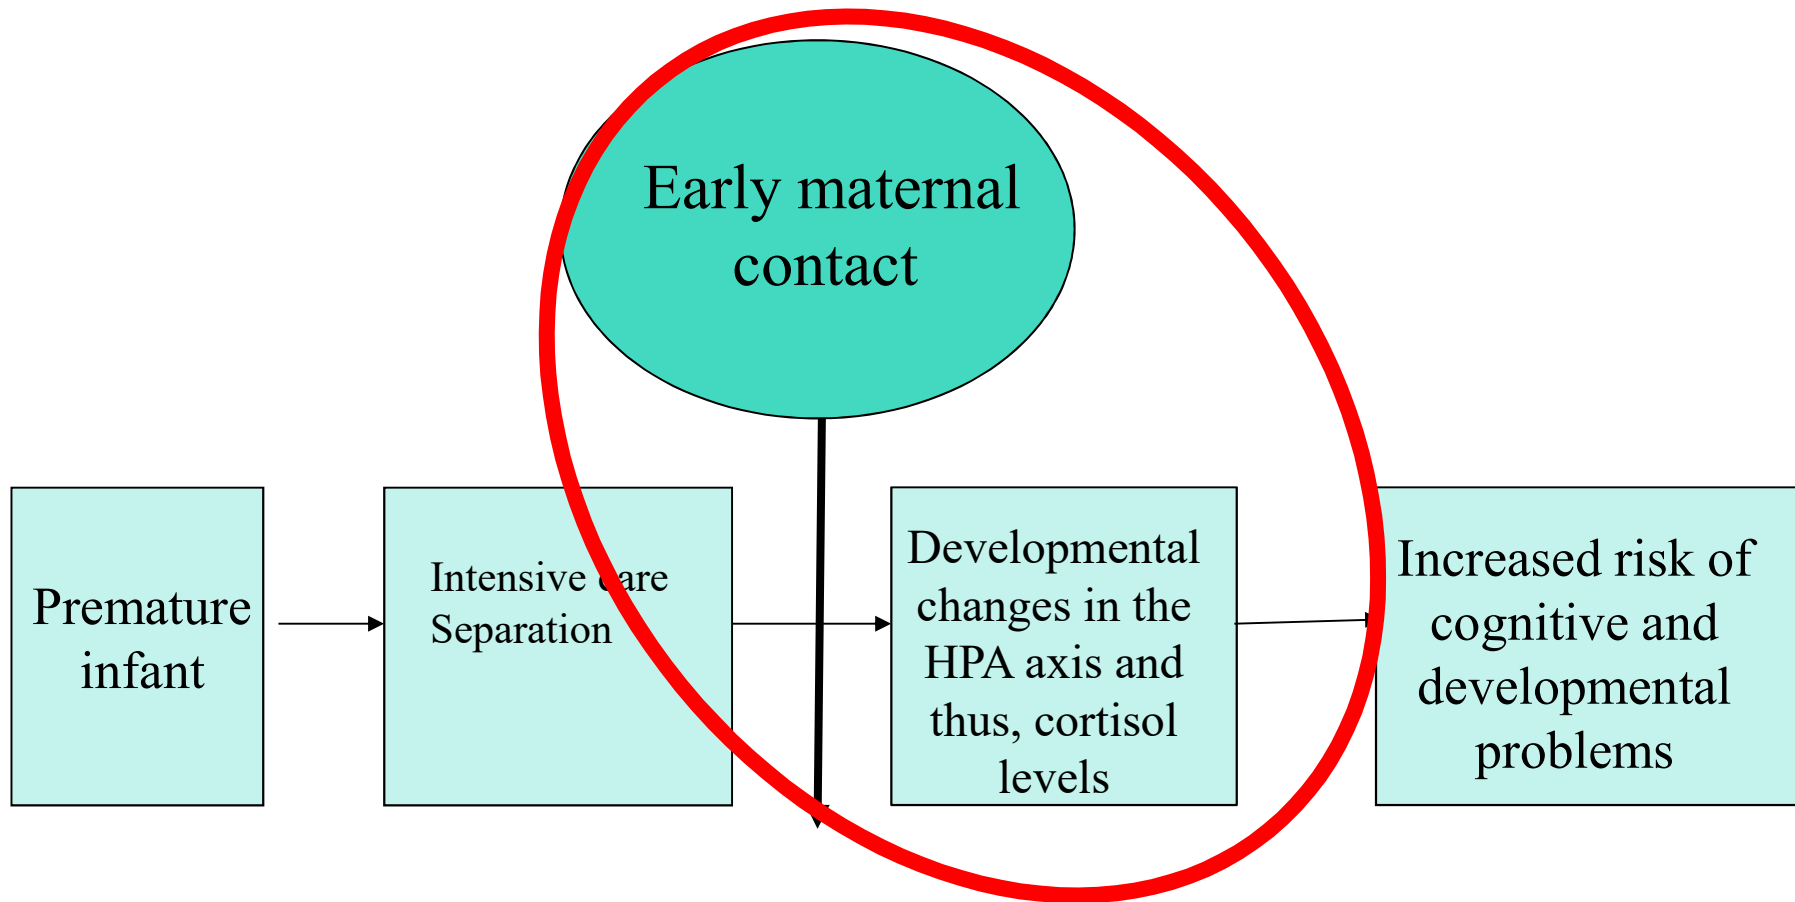 Early maternal
contact
Premature
infant
Intensive care
Separation
Developmental
changes in the
HPA axis and
thus, cortisol
levels
Increased risk of
cognitive and
developmental
problems